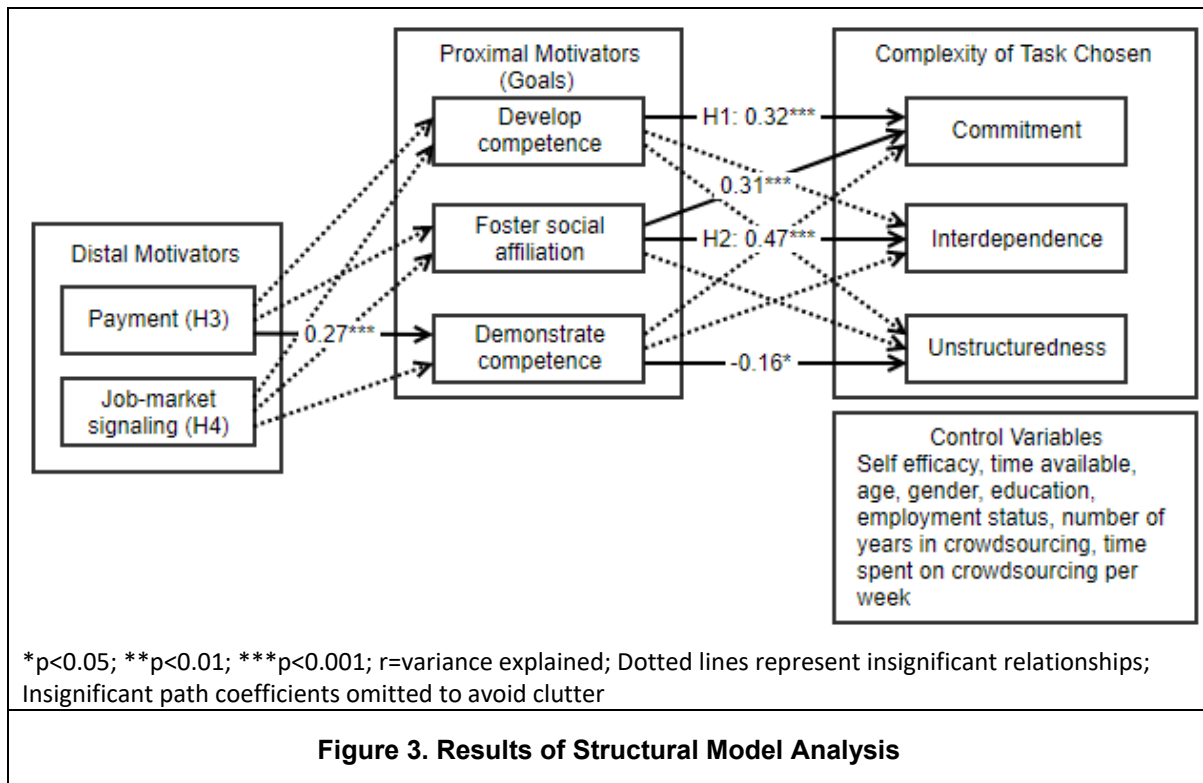 Distal Motivators
Payment (H3)
Job-market
signaling (H4)
0.27***
Proximal Motivators
(Goals)
Develop
competence
Foster social
affiliation
Demonstrate
competence
H1: 0.32***
0.31***
H2: 0.47***
-0.16*
Complexity of Task Chosen
Commitment
Interdependence
Unstructuredness
Control Variables
Self efficacy, time available,
age, gender, education,
employment status, number of
years in crowdsourcing, time
spent on crowdsourcing per
week
*p<0.05; **p<0.01; ***p<0.001; r=variance explained; Dotted lines represent insignificant relationships;
Insignificant path coefficients omitted to avoid clutter
Figure 3. Results of Structural Model Analysis